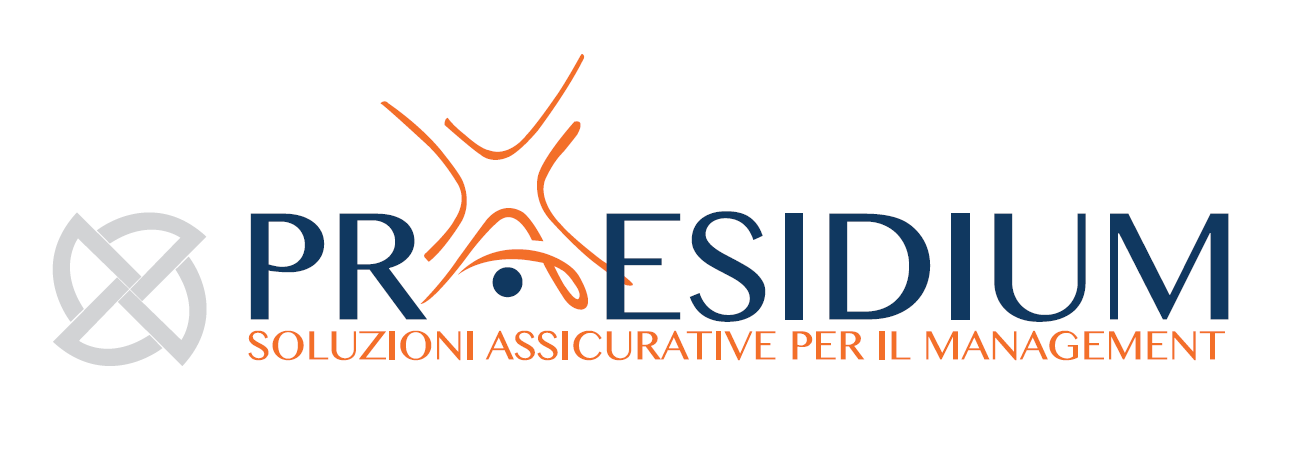 PRAESIDIUM
SOLUZIONI ASSICURATIVE PER IL MANAGEMENT